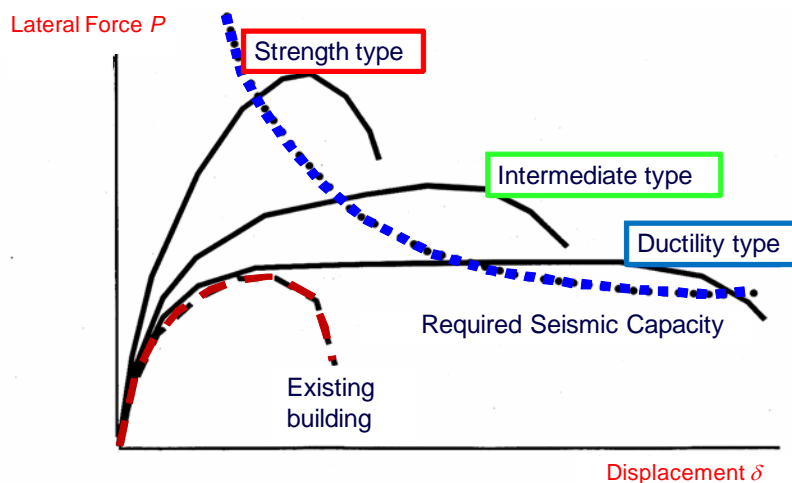 Lateral Force P
Strength type
Intermediate type
Ductility type
Required Seismic Capacity
Existing
building
Displacement δ